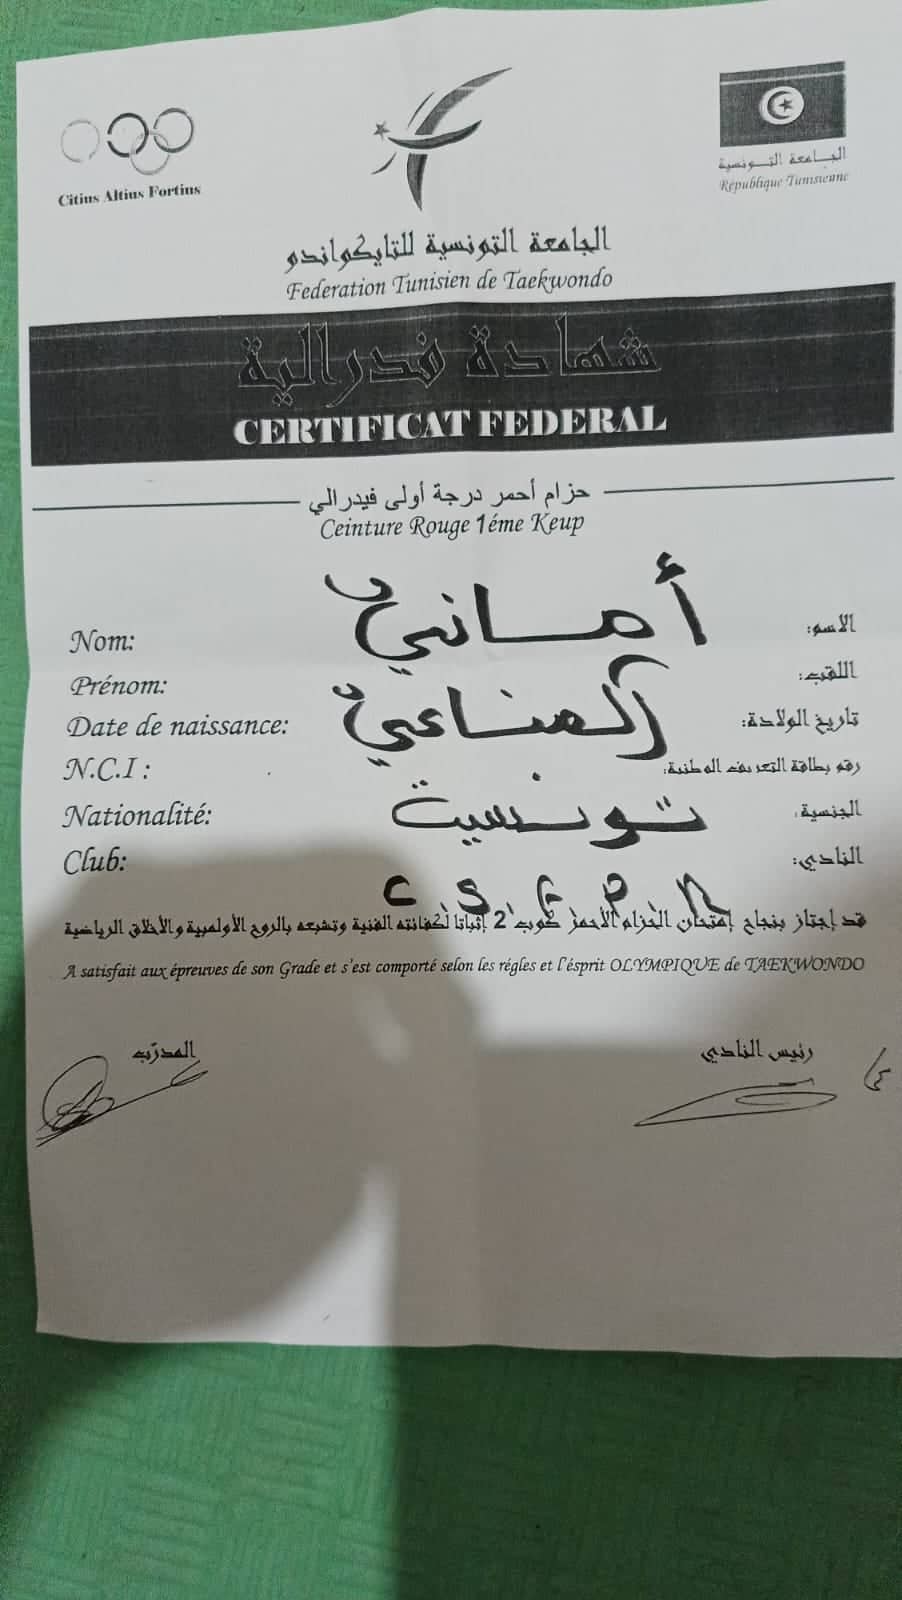 Citius Altius Fortius
الجامعة التونسية
République Tunisienne
الجامعة التونسية للتايكواندو
Federation Tunisien de Taekwondo
شهادة فدرالية
CERTIFICAT FEDERAL
حزام أحمر درجة أولى فيدرالي
Ceinture Rouge 1éme Keup
Nom: أماني الاسم:
Prénom: اللقب:
Date de naissance: المناعي تاريخ الولادة:
N.C.I : رقم بطاقة التعريف الوطنية:
Nationalité: تونسية الجنسية:
Club: النادي:
قد إجتاز بنجاح إمتحان الحزام الأحمر كوب 2 إثباتا لكفائته الفنية وتشبعه بالروح الأولمبية والأخلاق الرياضية
A satisfait aux épreuves de son Grade et s'est comporté selon les régles et l'ésprit OLYMPIQUE de TAEKWONDO
رئيس النادي المدرّب